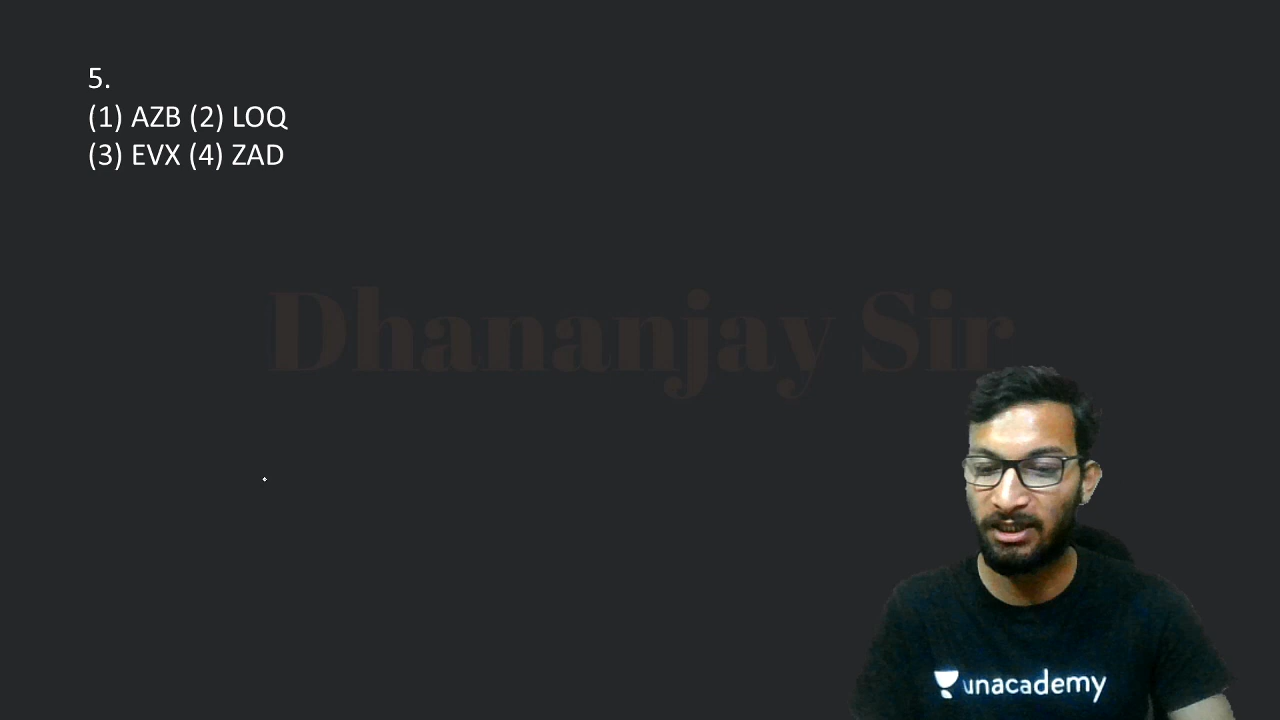 5.
(1) AZB (2) LOQ
(3) EVX (4) ZAD
Dhananjay Sir
unacademy